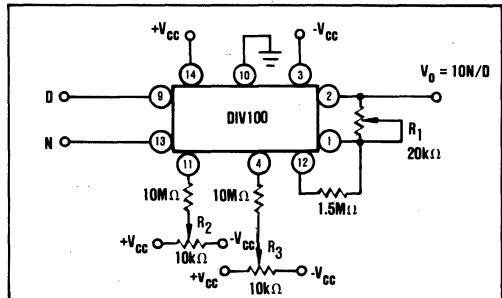 +VCC -VCC
14 10 3 VO = 10N/D
D 9 2
DIV100 R1
N 13 1 20kΩ
11 4 12
10MΩ 10MΩ 1.5MΩ
R2
+VCC -VCC R3
10kΩ
+VCC -VCC
10kΩ